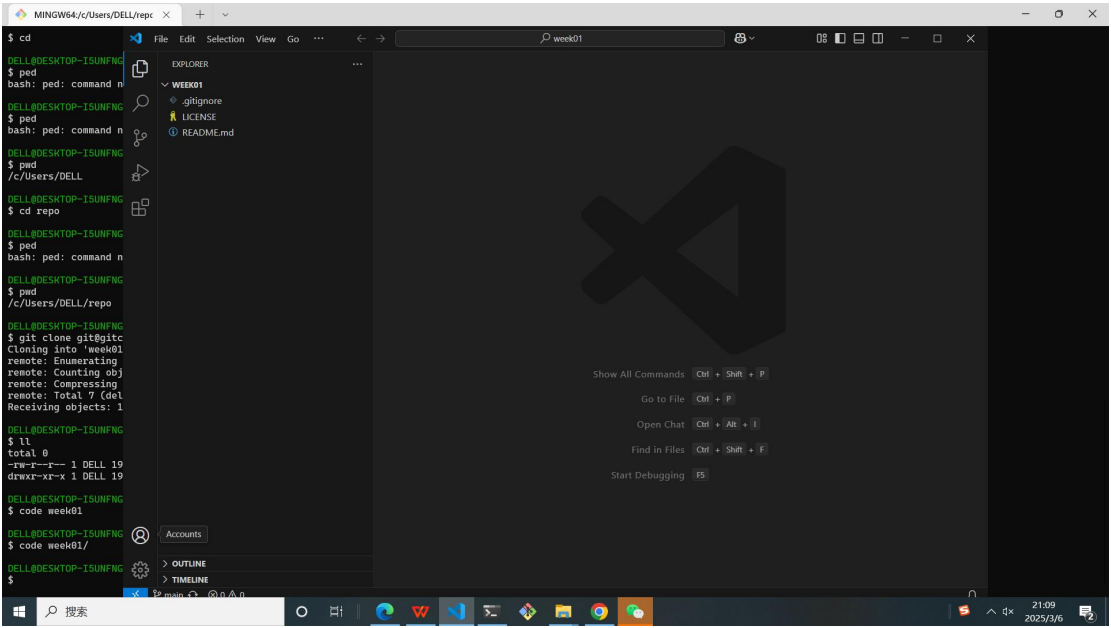 MINGW64:/c/Users/DELL/repc
$ cd
DELL@DESKTOP-I5UNFNG
$ ped
bash: ped: command n
DELL@DESKTOP-I5UNFNG
$ ped
bash: ped: command n
DELL@DESKTOP-I5UNFNG
$ pwd
/c/Users/DELL
DELL@DESKTOP-I5UNFNG
$ cd repo
DELL@DESKTOP-I5UNFNG
$ ped
bash: ped: command n
DELL@DESKTOP-I5UNFNG
$ pwd
/c/Users/DELL/repo
DELL@DESKTOP-I5UNFNG
$ git clone git@gitc
Cloning into 'week01
remote: Enumerating
remote: Counting obj
remote: Compressing
remote: Total 7 (del
Receiving objects: 1
DELL@DESKTOP-I5UNFNG
$ ll
total 0
-rw-r--r-- 1 DELL 19
drwxr-xr-x 1 DELL 19
DELL@DESKTOP-I5UNFNG
$ code week01
DELL@DESKTOP-I5UNFNG
$ code week01/
DELL@DESKTOP-I5UNFNG
$
File Edit Selection View Go ··· week01
EXPLORER ···
WEEK01
.gitignore
LICENSE
README.md
Show All Commands Ctrl + Shift + P
Go to File Ctrl + P
Open Chat Ctrl + Alt + I
Find in Files Ctrl + Shift + F
Start Debugging F5
Accounts
OUTLINE
TIMELINE
main 0 0
搜索
21:09
2025/3/6
2